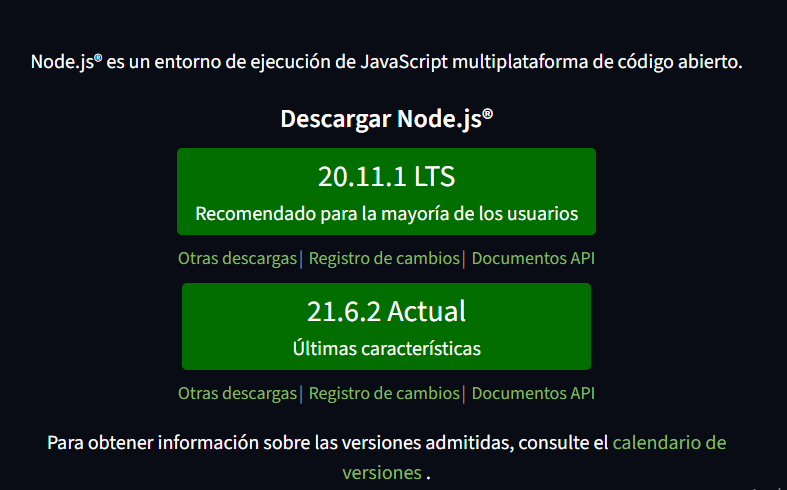 Node.js® es un entorno de ejecución de JavaScript multiplataforma de código abierto.
Descargar Node.js®
20.11.1 LTS
Recomendado para la mayoría de los usuarios
Otras descargas| Registro de cambios| Documentos API
21.6.2 Actual
Últimas características
Otras descargas| Registro de cambios| Documentos API
Para obtener información sobre las versiones admitidas, consulte el calendario de
versiones .